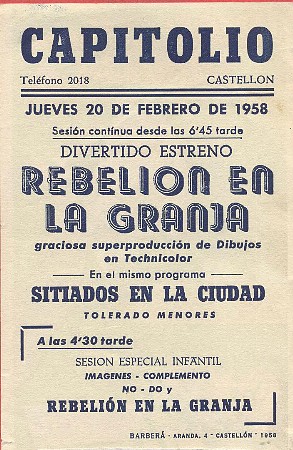 CAPITOLIO
Teléfono 2018 CASTELLON
JUEVES 20 DE FEBRERO DE 1958
Sesión contínua desde las 6'45 tarde
DIVERTIDO ESTRENO
REBELION EN
LA GRANJA
graciosa superproducción de Dibujos
en Technicolor
— En el mismo programa —
SITIADOS EN LA CIUDAD
TOLERADO MENORES
A las 4'30 tarde
SESION ESPECIAL INFANTIL
IMAGENES - COMPLEMENTO
NO - DO y
REBELIÓN EN LA GRANJA
BARBERÁ - ARANDA, 4 - CASTELLÓN - 1958